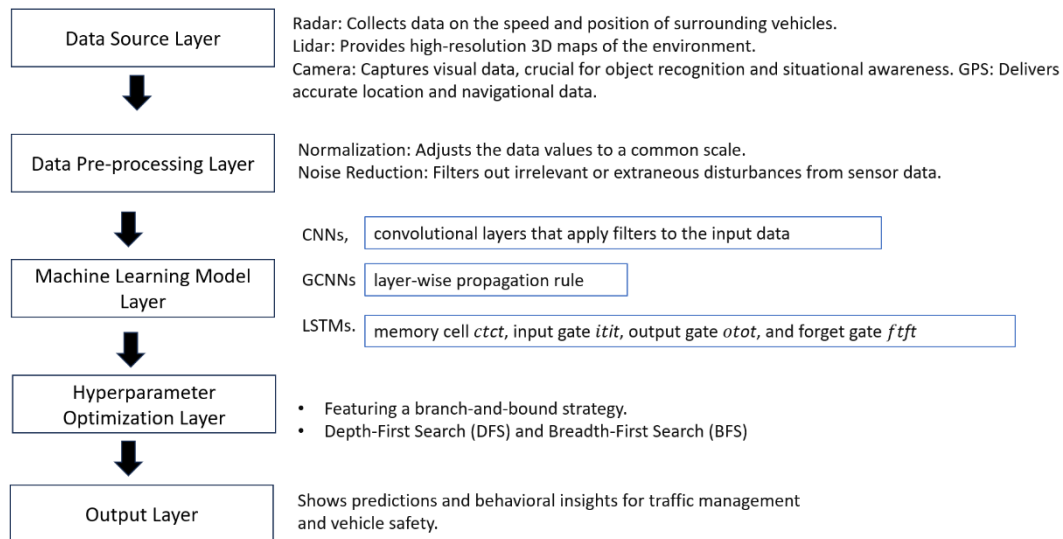 Data Source Layer
Radar: Collects data on the speed and position of surrounding vehicles.
Lidar: Provides high-resolution 3D maps of the environment.
Camera: Captures visual data, crucial for object recognition and situational awareness. GPS: Delivers
accurate location and navigational data.
Data Pre-processing Layer
Normalization: Adjusts the data values to a common scale.
Noise Reduction: Filters out irrelevant or extraneous disturbances from sensor data.
Machine Learning Model
Layer
CNNs, convolutional layers that apply filters to the input data
GCNNs layer-wise propagation rule
LSTMs. memory cell ctct, input gate itit, output gate otot, and forget gate ftft
Hyperparameter
Optimization Layer
• Featuring a branch-and-bound strategy.
• Depth-First Search (DFS) and Breadth-First Search (BFS)
Output Layer
Shows predictions and behavioral insights for traffic management
and vehicle safety.